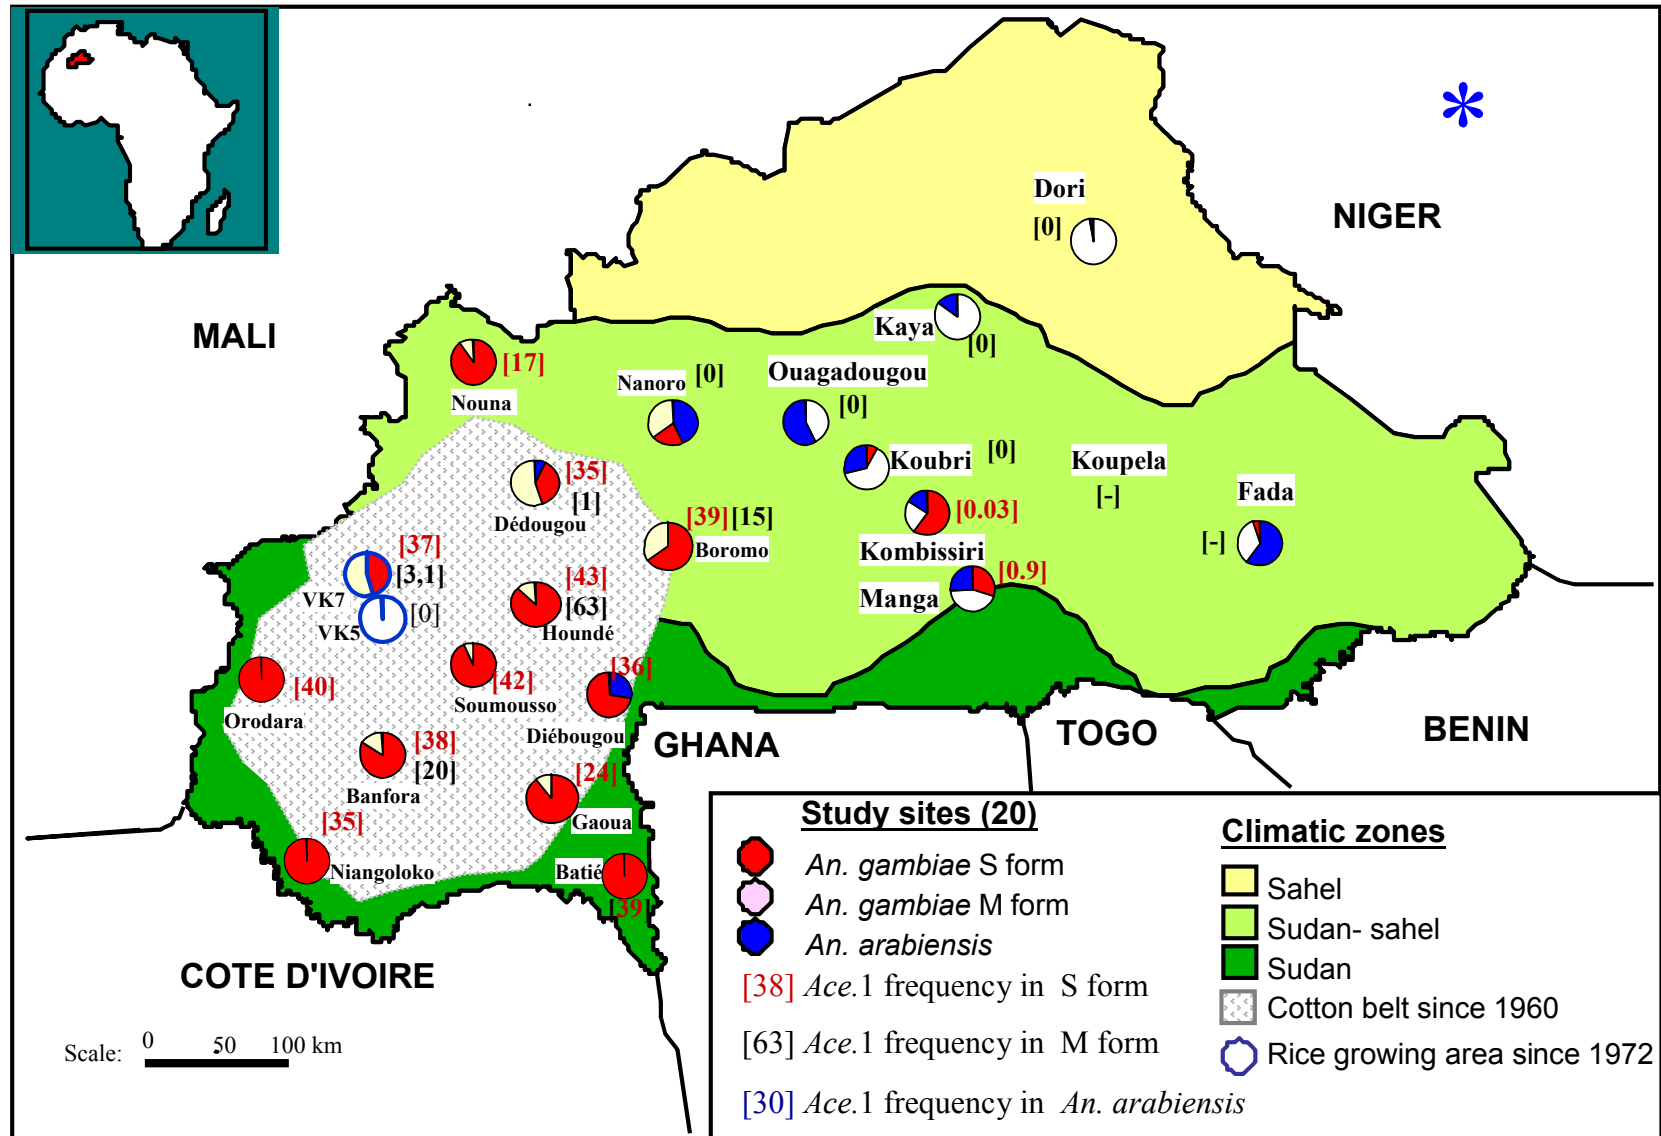 *
Dori
[0]
NIGER
MALI
Kaya
[0]
[17]
Nouna
Nanoro [0]
Ouagadougou
[0]
Koubri [0]
Koupela
[-]
Fada
[-]
[35]
[1]
Dédougou
[39][15]
Boromo
[0.03]
Kombissiri
[0.9]
Manga
[37]
[3,1]
VK7
[0]
VK5
[43]
[63]
Houndé
[42]
Soumousso
[36]
Diébougou
[40]
Orodara
[38]
[20]
Banfora
[24]
Gaoua
[35]
Niangoloko
Batié
[39]
GHANA
TOGO
BENIN
COTE D'IVOIRE
Scale: 0 50 100 km
Study sites (20)
An. gambiae S form
An. gambiae M form
An. arabiensis
[38] Ace.1 frequency in S form
[63] Ace.1 frequency in M form
[30] Ace.1 frequency in An. arabiensis
Climatic zones
Sahel
Sudan- sahel
Sudan
Cotton belt since 1960
Rice growing area since 1972